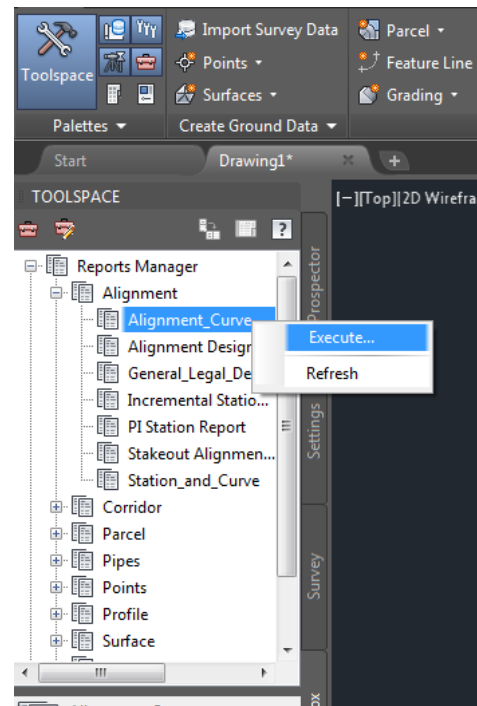 Import Survey Data
Parcel
Toolspace
Points
Feature Line
Surfaces
Grading
Palettes
Create Ground Data
Start
Drawing1*
TOOLSPACE
[−][Top][2D Wirefra
Reports Manager
Prospector
Alignment
Alignment_Curve
Execute...
Alignment Design
Refresh
General_Legal_De
Incremental Statio...
Settings
PI Station Report
Stakeout Alignmen...
Station_and_Curve
Corridor
Parcel
Survey
Pipes
Points
Profile
Surface